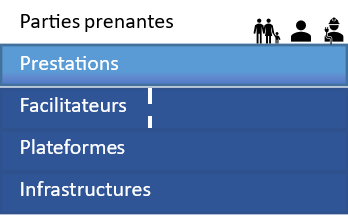 Parties prenantes
Prestations
Facilitateurs
Plateformes
Infrastructures